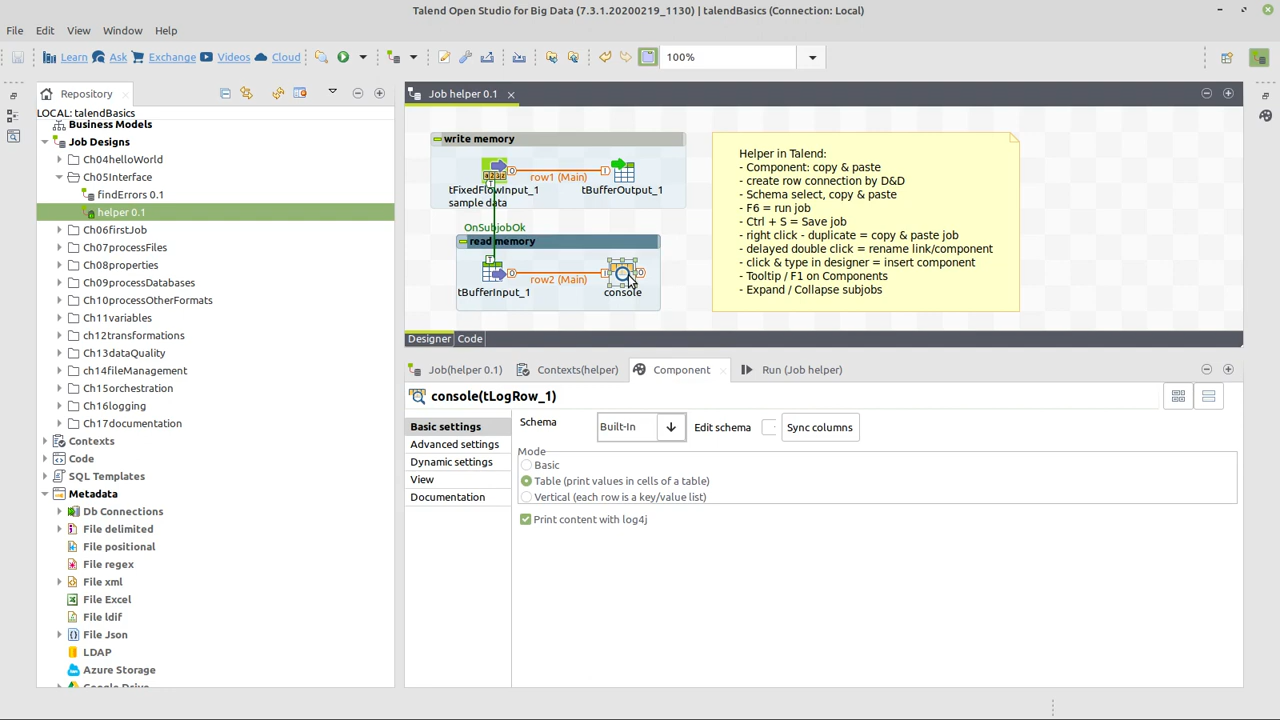 Talend Open Studio for Big Data (7.3.1.20200219_1130) | talendBasics (Connection: Local)
File Edit View Window Help
Learn Ask Exchange Videos Cloud 100%
Repository
LOCAL: talendBasics
Business Models
Job Designs
Ch04helloWorld
Ch05Interface
findErrors 0.1
helper 0.1
Ch06firstJob
Ch07processFiles
Ch08properties
Ch09processDatabases
Ch10processOtherFormats
Ch11variables
ch12transformations
Ch13dataQuality
ch14fileManagement
Ch15orchestration
Ch16logging
Ch17documentation
Contexts
Code
SQL Templates
Metadata
Db Connections
File delimited
File positional
File regex
File xml
File Excel
File ldif
File Json
LDAP
Azure Storage
Google Drive
Job helper 0.1
write memory
row1 (Main)
tFixedFlowInput_1
sample data
tBufferOutput_1
OnSubjobOk
read memory
row2 (Main)
tBufferInput_1
console
Helper in Talend:
- Component: copy & paste
- create row connection by D&D
- Schema select, copy & paste
- F6 = run job
- Ctrl + S = Save job
- right click - duplicate = copy & paste job
- delayed double click = rename link/component
- click & type in designer = insert component
- Tooltip / F1 on Components
- Expand / Collapse subjobs
Designer Code
Job(helper 0.1) Contexts(helper) Component Run (Job helper)
console(tLogRow_1)
Basic settings
Advanced settings
Dynamic settings
View
Documentation
Schema Built-In Edit schema Sync columns
Mode
Basic
Table (print values in cells of a table)
Vertical (each row is a key/value list)
Print content with log4j